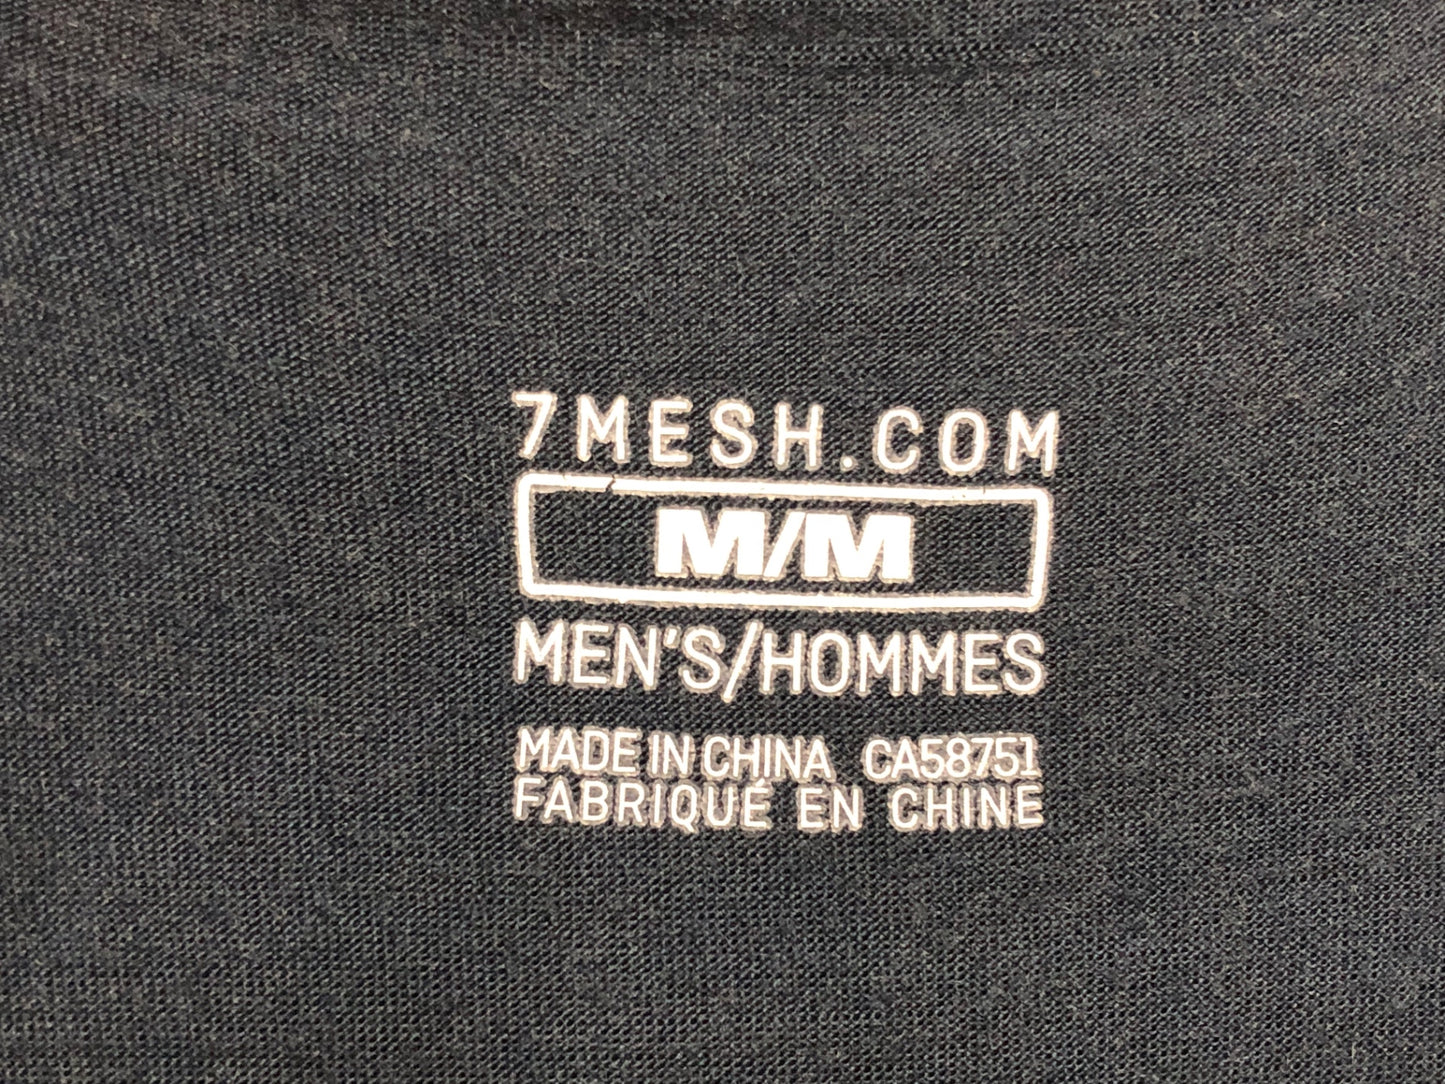 7MESH.COM
M/M
MEN'S/HOMMES
MADE IN CHINA CA58751
FABRIQUÉ EN CHINE